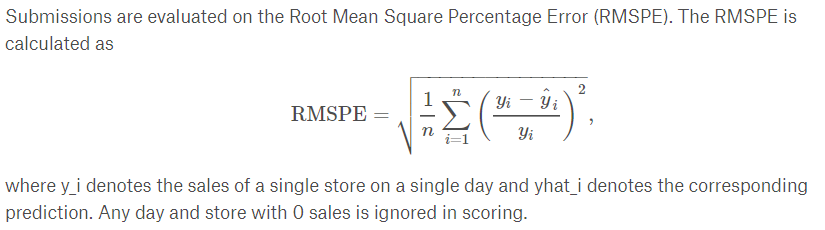 Submissions are evaluated on the Root Mean Square Percentage Error (RMSPE). The RMSPE is
calculated as
RMSPE = \sqrt{\frac{1}{n} \sum_{i=1}^{n} \left( \frac{y_i - \hat{y}_i}{y_i} \right)^2},
where y_i denotes the sales of a single store on a single day and yhat_i denotes the corresponding
prediction. Any day and store with 0 sales is ignored in scoring.